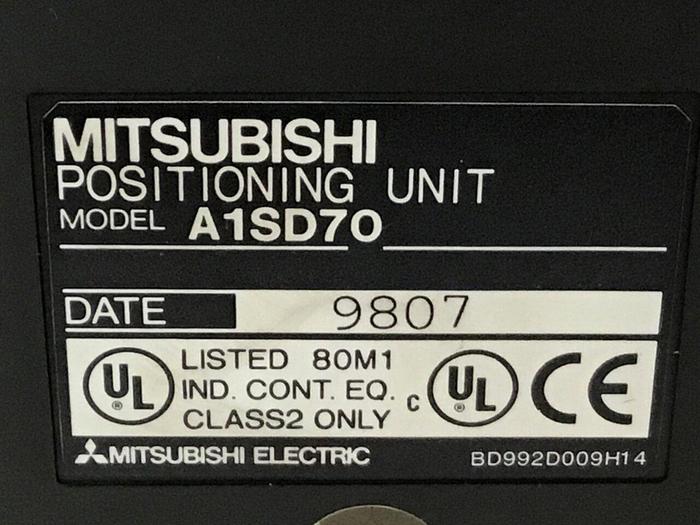 MITSUBISHI
POSITIONING UNIT
MODEL A1SD70
DATE 9807
UL ® LISTED 80M1
IND. CONT. EQ.
CLASS2 ONLY
c UL ® CE
MITSUBISHI ELECTRIC BD992D009H14